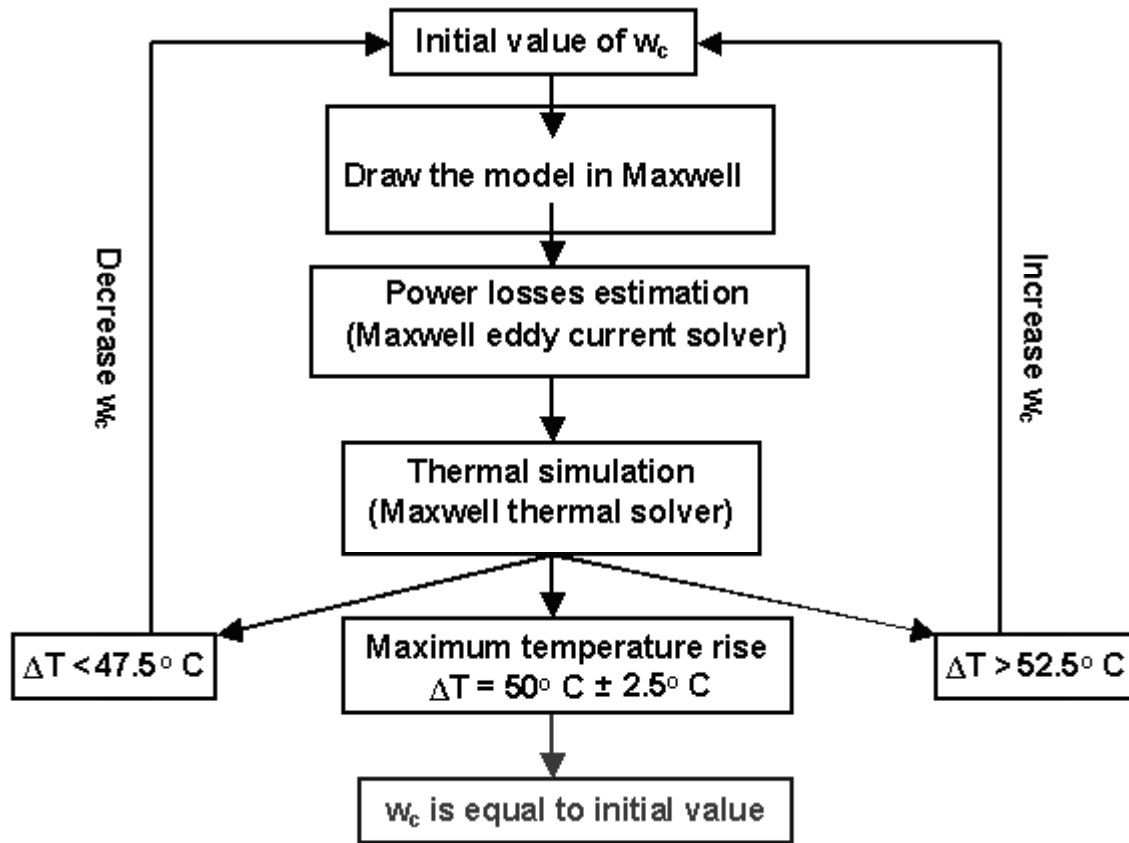 Initial value of wc
Draw the model in Maxwell
Decrease wc
Increase wc
Power losses estimation
(Maxwell eddy current solver)
Thermal simulation
(Maxwell thermal solver)
ΔT <47.5° C
Maximum temperature rise
ΔT = 50° C ± 2.5° C
ΔT > 52.5° C
wc is equal to initial value